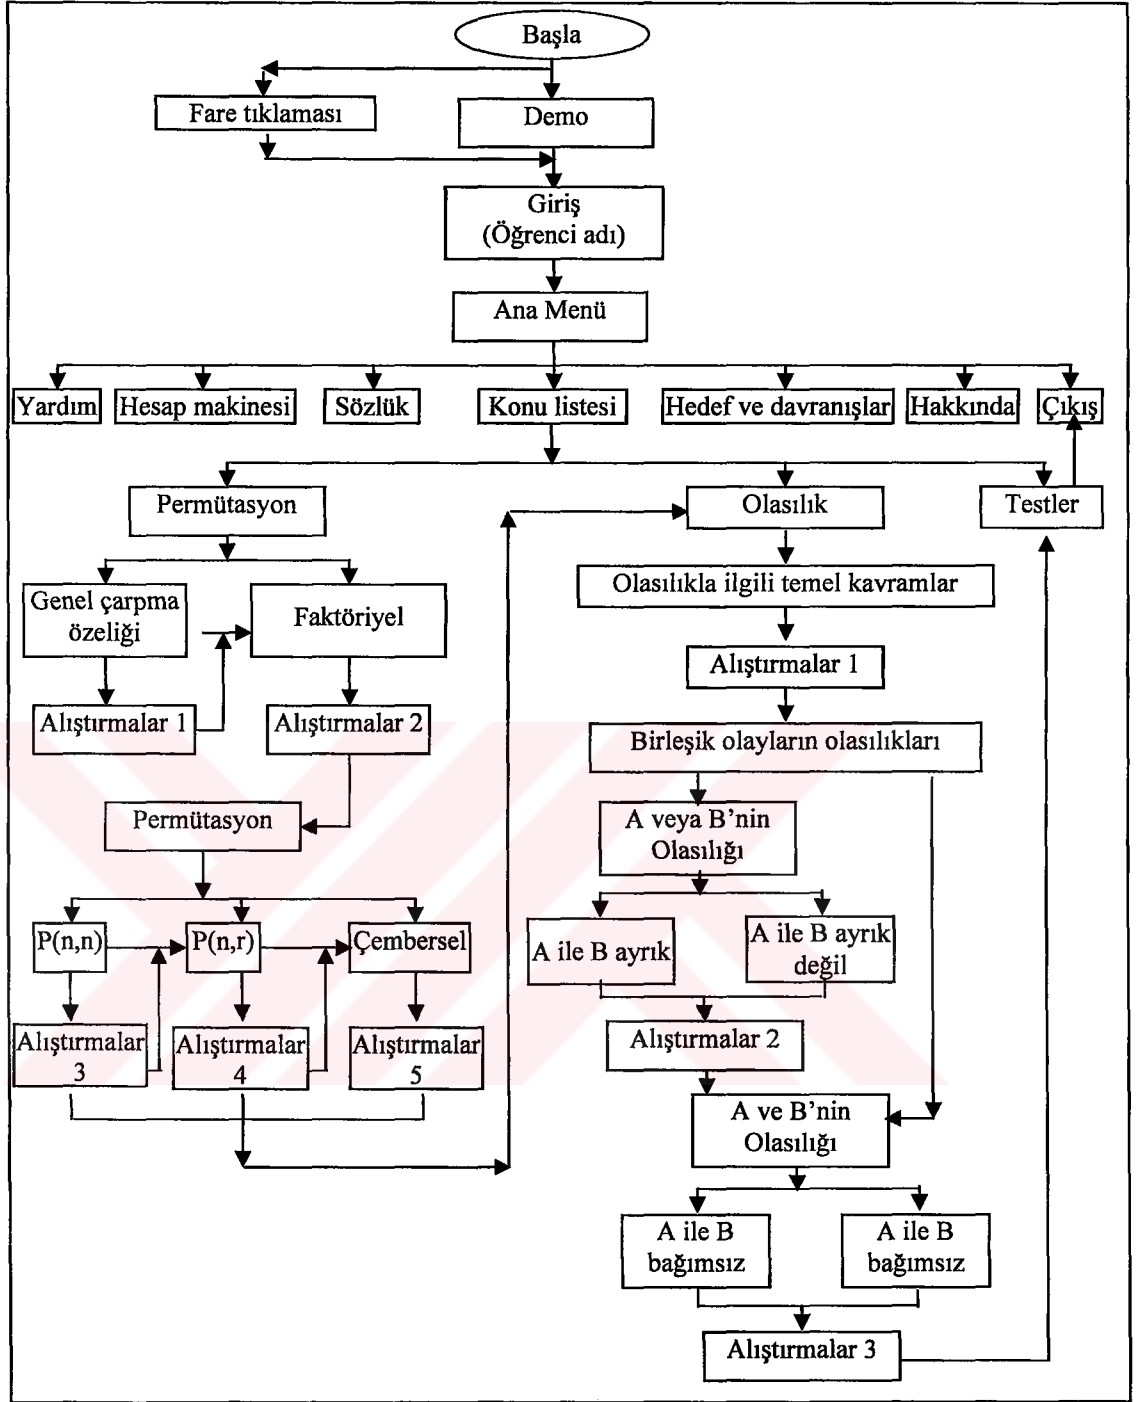 Başla
Fare tıklaması
Demo
Giriş
(Öğrenci adı)
Ana Menü
Yardım
Hesap makinesi
Sözlük
Konu listesi
Hedef ve davranışlar
Hakkında
Çıkış
Permütasyon
Olasılık
Testler
Genel çarpma
özeliği
Faktöriyel
Olasılıkla ilgili temel kavramlar
Alıştırmalar 1
Alıştırmalar 1
Alıştırmalar 2
Birleşik olayların olasılıkları
Permütasyon
A veya B'nin
Olasılığı
P(n,n)
P(n,r)
Çembersel
A ile B ayrık
A ile B ayrık
değil
Alıştırmalar
3
Alıştırmalar
4
Alıştırmalar
5
Alıştırmalar 2
A ve B'nin
Olasılığı
A ile B
bağımsız
A ile B
bağımsız
Alıştırmalar 3